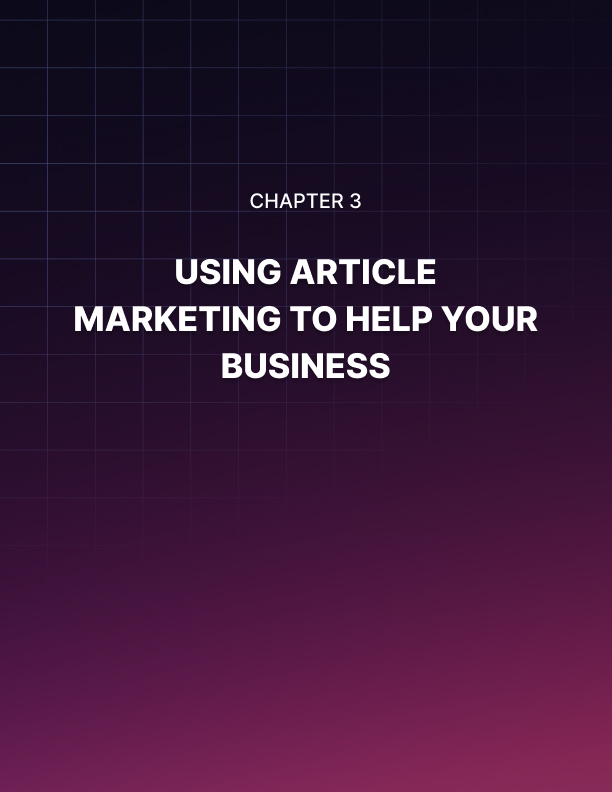 CHAPTER 3
USING ARTICLE
MARKETING TO HELP YOUR
BUSINESS